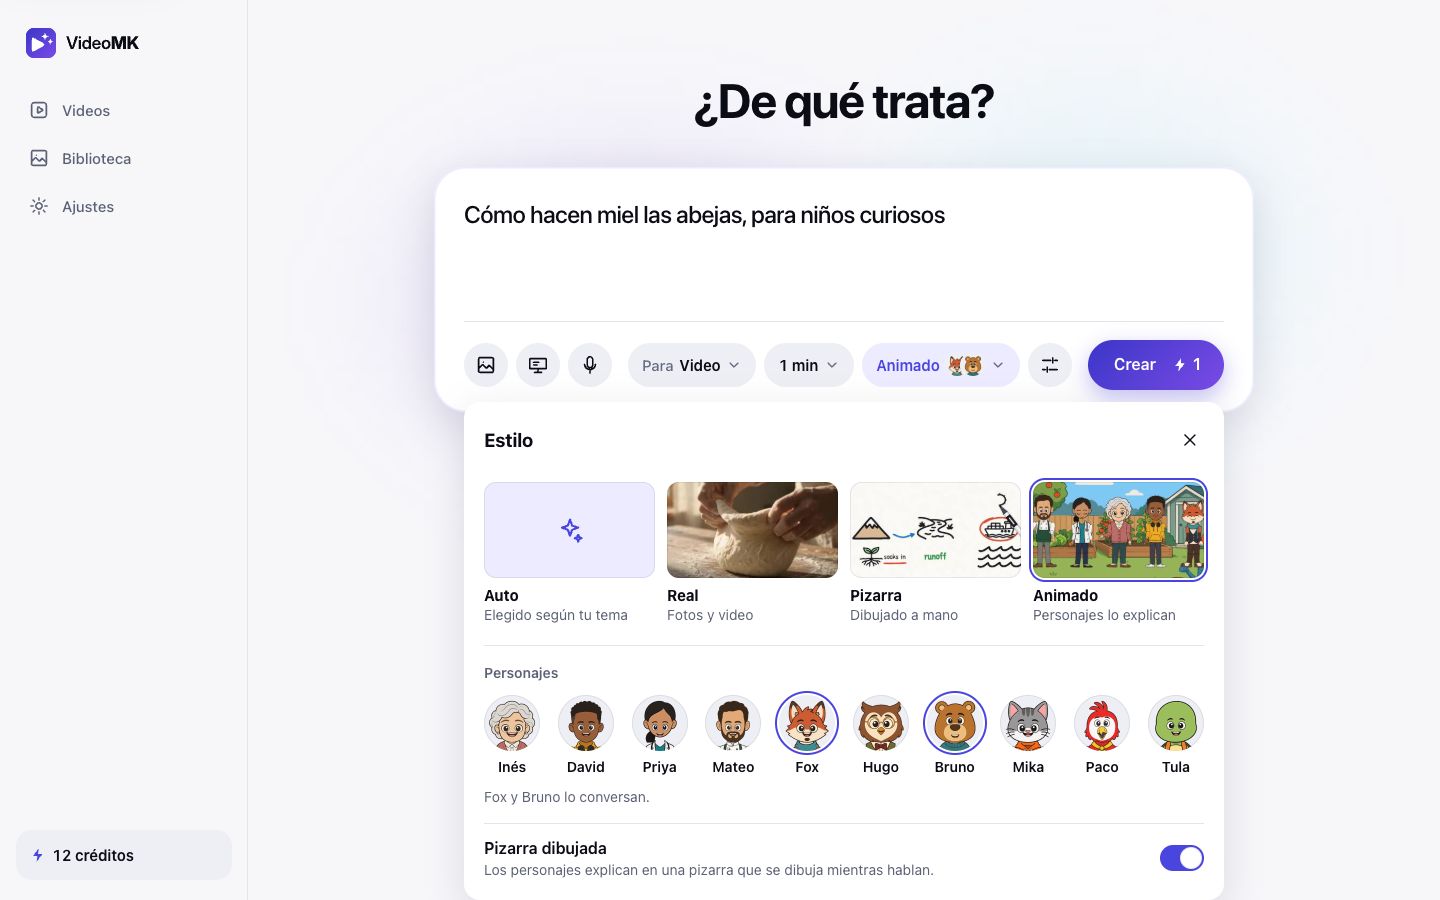 VideoMK
Videos
Biblioteca
Ajustes
12 créditos
¿De qué trata?
Cómo hacen miel las abejas, para niños curiosos
Para Video
1 min
Animado
Crear 1
Estilo
soaks in
runoff
Auto
Elegido según tu tema
Real
Fotos y video
Pizarra
Dibujado a mano
Animado
Personajes lo explican
Personajes
Inés
David
Priya
Mateo
Fox
Hugo
Bruno
Mika
Paco
Tula
Fox y Bruno lo conversan.
Pizarra dibujada
Los personajes explican en una pizarra que se dibuja mientras hablan.